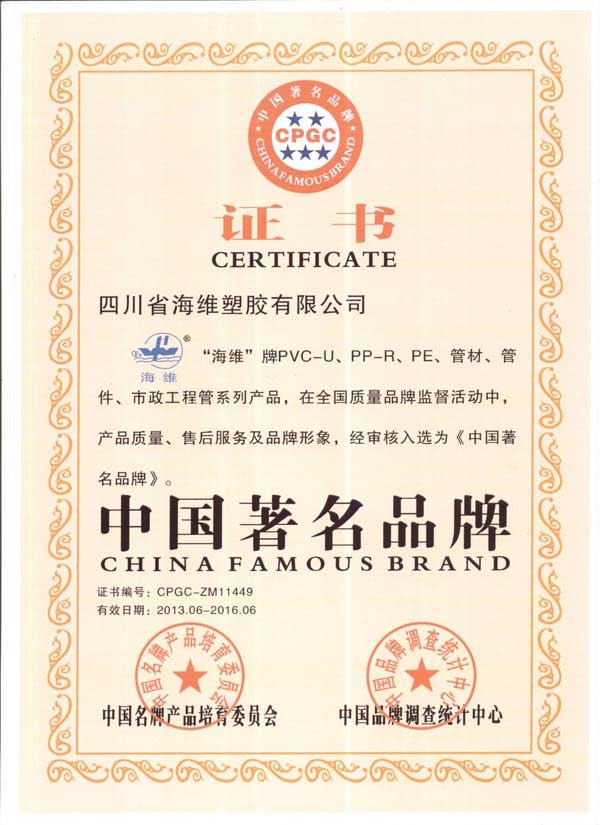 中国著名品牌
CPGC
CHINA FAMOUS BRAND
证书
CERTIFICATE
四川省海维塑胶有限公司
“海维”牌PVC-U、PP-R、PE、管材、管
®
海维
件、市政工程管系列产品，在全国质量品牌监督活动中，
产品质量、售后服务及品牌形象，经审核入选为《中国著
名品牌》。
中国著名品牌
CHINA FAMOUS BRAND
证书编号：CPGC-ZM11449
有效日期：2013.06-2016.06
中国名牌产品培育委员会
中国品牌调查统计中心
中国名牌产品培育委员会
中国品牌调查统计中心